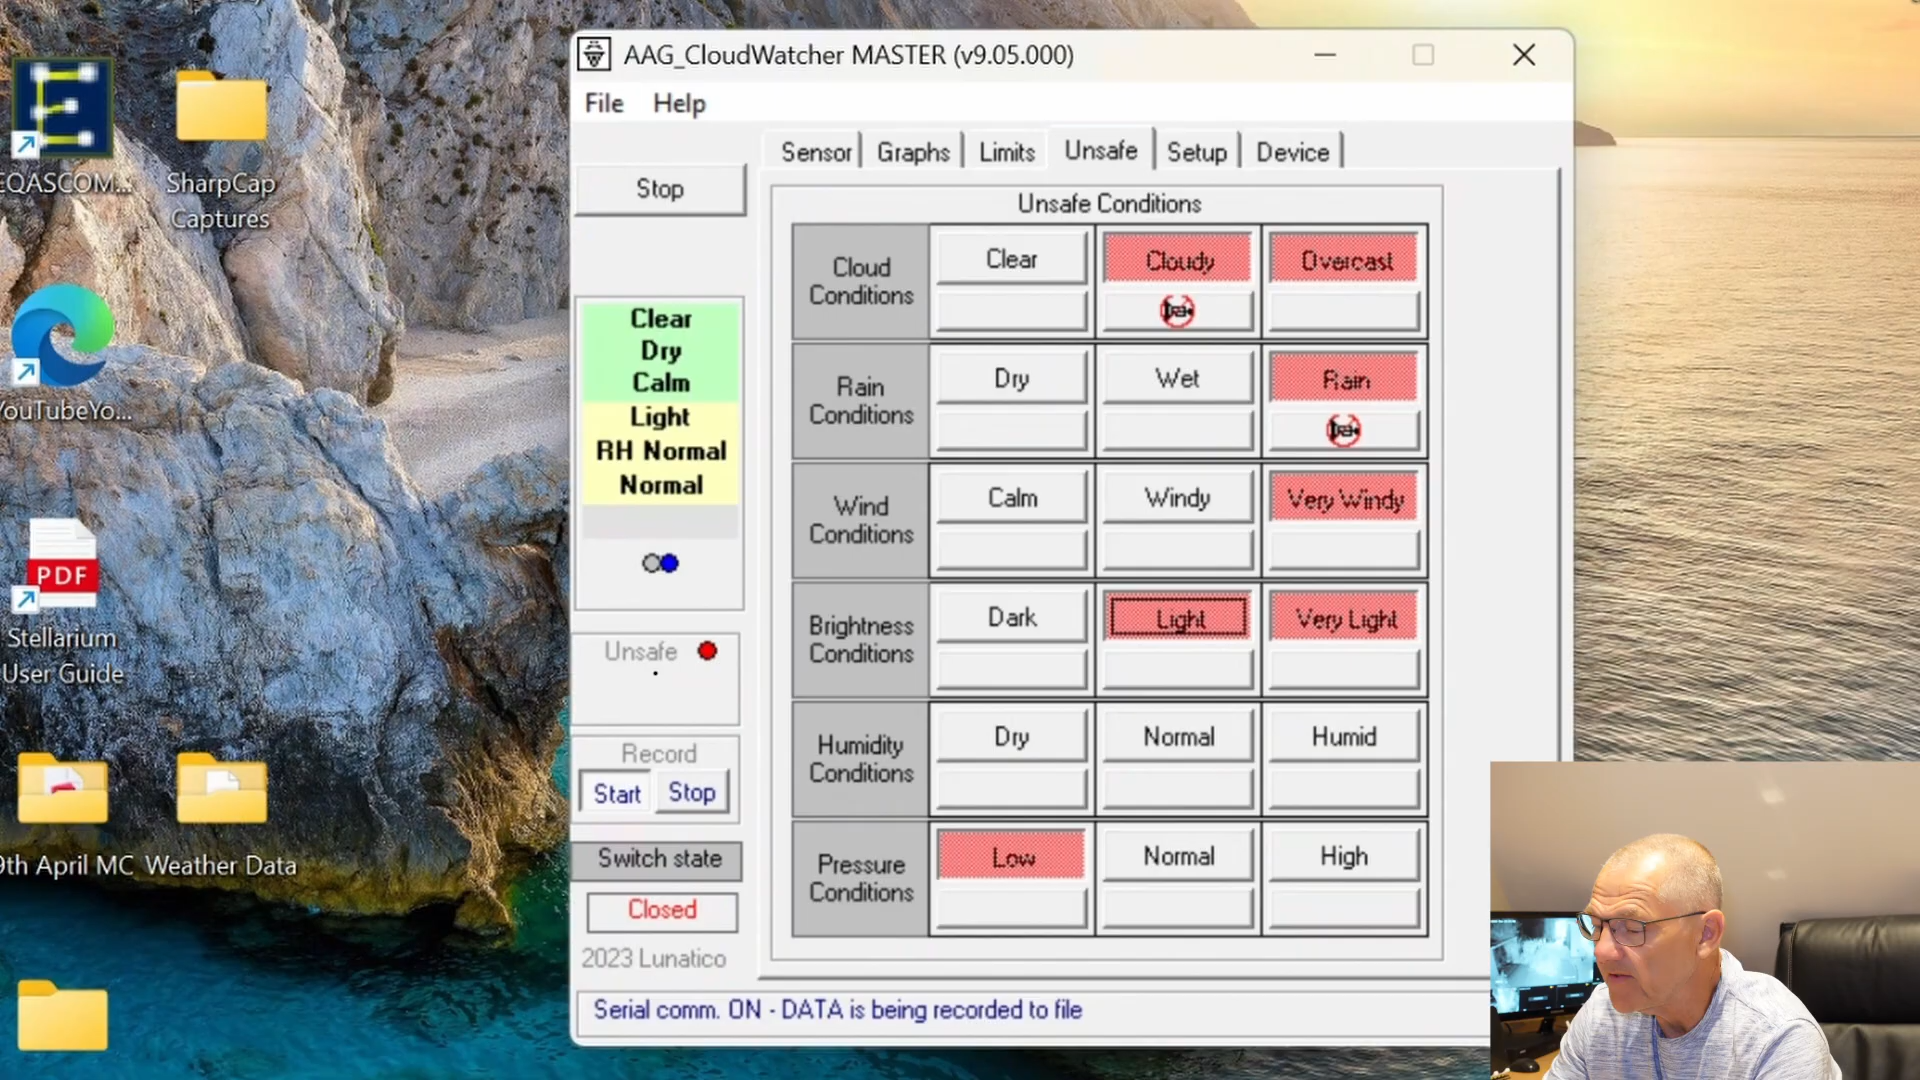 EQASCOM...
SharpCap
Captures
YouTubeYo...
PDF
Stellarium
User Guide
9th April MC
Weather Data
AAG_CloudWatcher MASTER (v9.05.000)
File Help
Stop
Sensor Graphs Limits Unsafe Setup Device
Clear
Dry
Calm
Light
RH Normal
Normal
Unsafe
Record
Start Stop
Switch state
Closed
2023 Lunatico
Unsafe Conditions
Cloud
Conditions
Clear Cloudy Overcast
Rain
Conditions
Dry Wet Rain
Wind
Conditions
Calm Windy Very Windy
Brightness
Conditions
Dark Light Very Light
Humidity
Conditions
Dry Normal Humid
Pressure
Conditions
Low Normal High
Serial comm. ON - DATA is being recorded to file